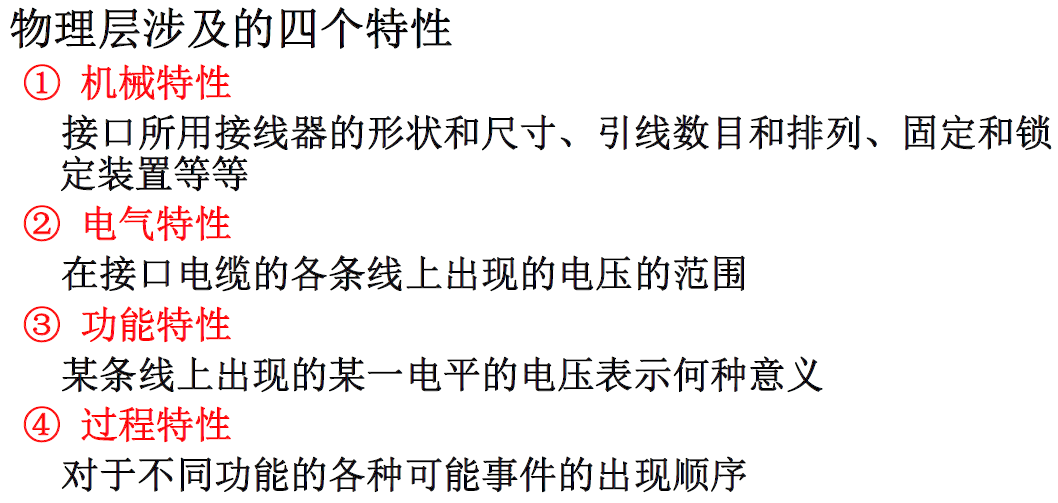 物理层涉及的四个特性
① 机械特性
接口所用接线器的形状和尺寸、引线数目和排列、固定和锁
定装置等等
② 电气特性
在接口电缆的各条线上出现的电压的范围
③ 功能特性
某条线上出现的某一电平的电压表示何种意义
④ 过程特性
对于不同功能的各种可能事件的出现顺序